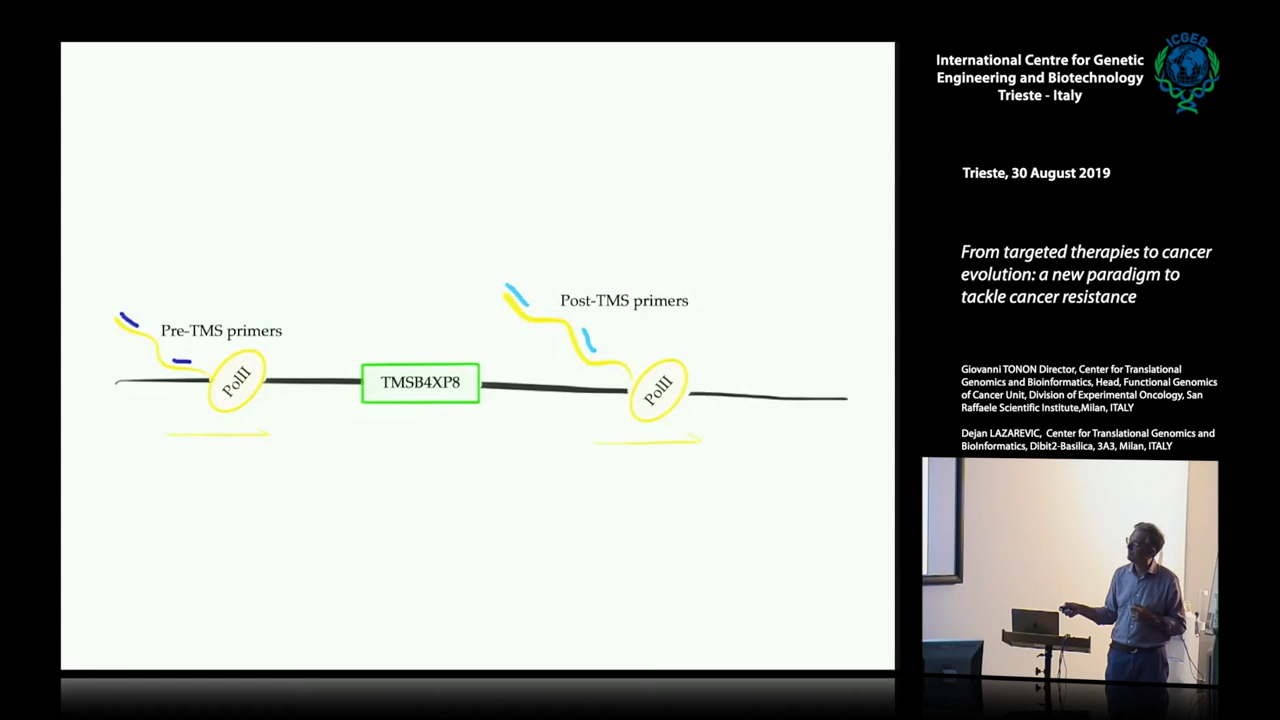 Pre-TMS primers
PolII
TMSB4XP8
Post-TMS primers
PolII
International Centre for Genetic
Engineering and Biotechnology
Trieste - Italy
ICGEB
Trieste, 30 August 2019
From targeted therapies to cancer
evolution: a new paradigm to
tackle cancer resistance
Giovanni TONON Director, Center for Translational
Genomics and Bioinformatics, Head, Functional Genomics
of Cancer Unit, Division of Experimental Oncology, San
Raffaele Scientific Institute,Milan, ITALY
Dejan LAZAREVIC, Center for Translational Genomics and
BioInformatics, Dibit2-Basilica, 3A3, Milan, ITALY